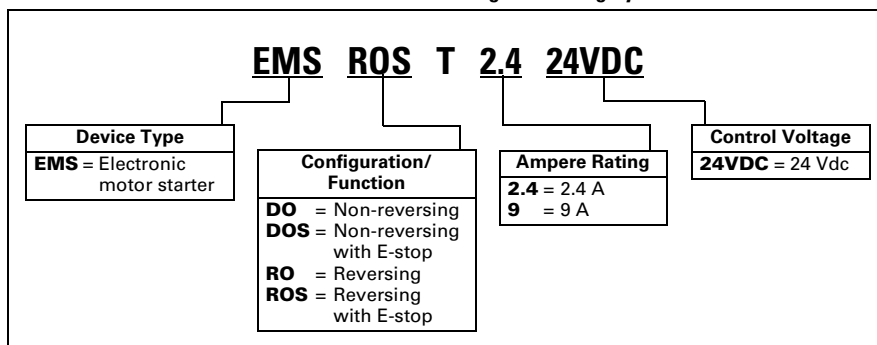 EMS ROS T 2.4 24VDC
Device Type
EMS = Electronic
motor starter
Configuration/
Function
DO = Non-reversing
DOS = Non-reversing
with E-stop
RO = Reversing
ROS = Reversing
with E-stop
Ampere Rating
2.4 = 2.4 A
9 = 9 A
Control Voltage
24VDC = 24 Vdc